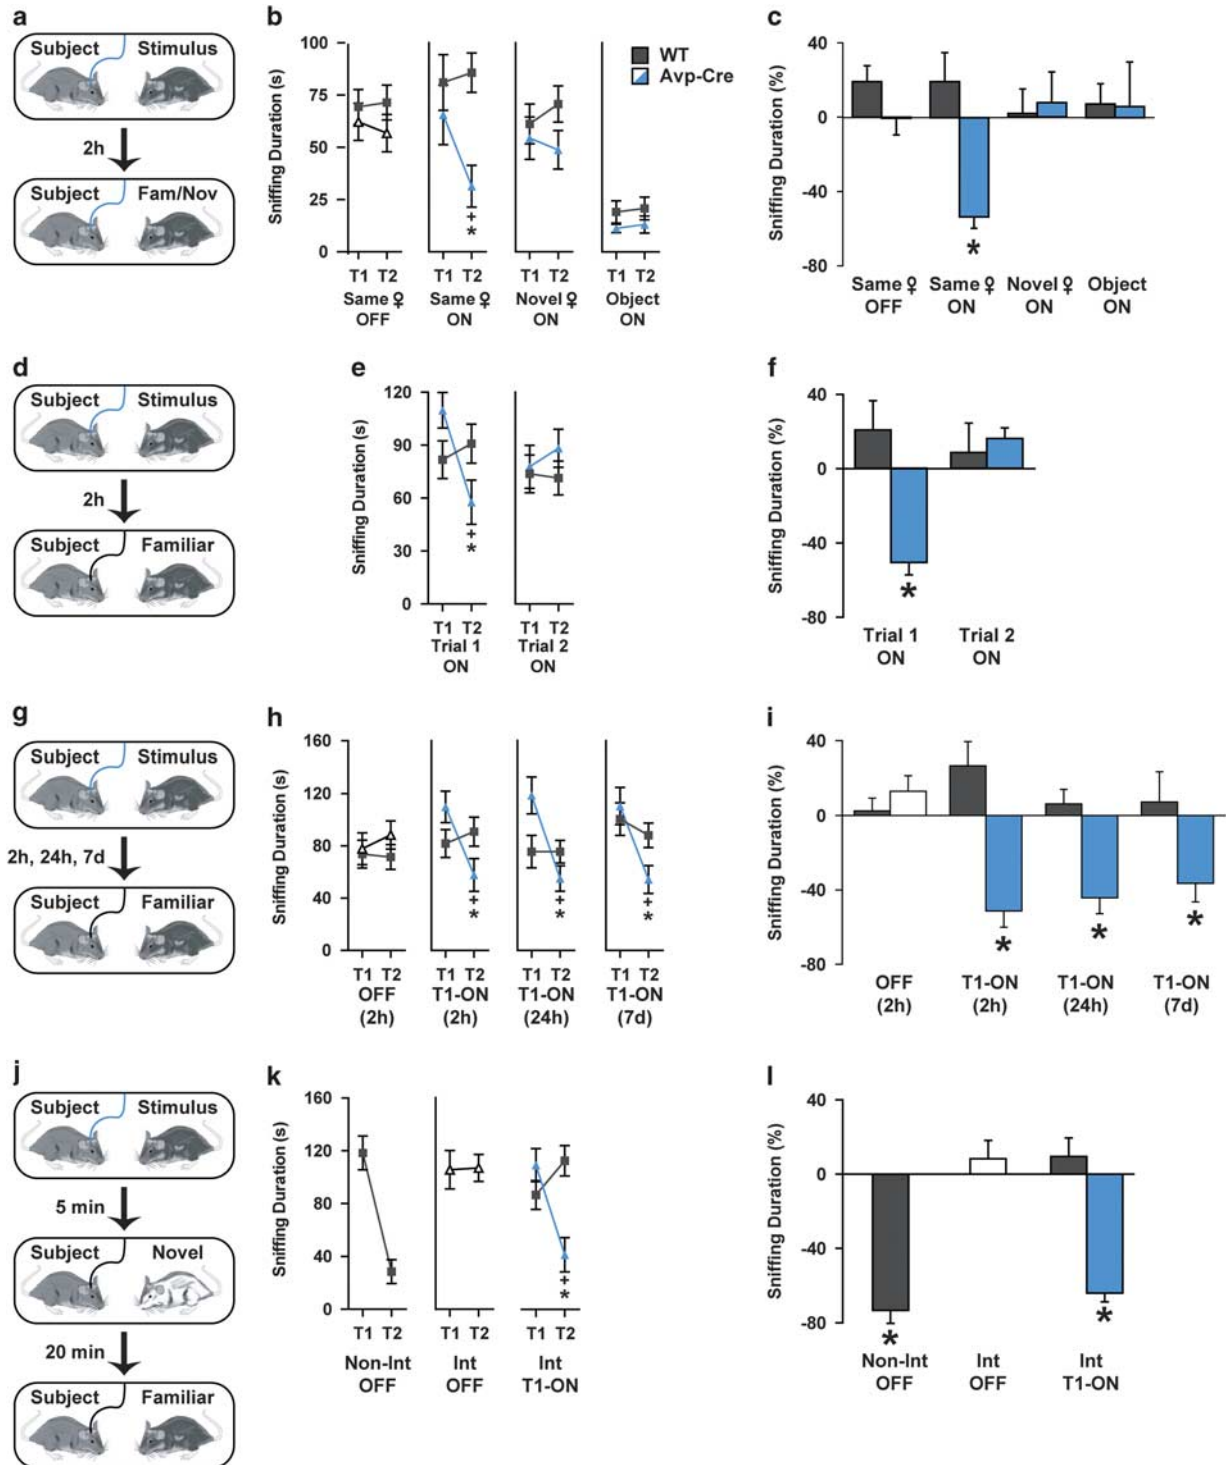 a
Subject Stimulus
2h
Subject Fam/Nov
b
Sniffing Duration (s)
100
75
50
25
0
T1 T2 T1 T2 T1 T2 T1 T2
Same ♀ Same ♀ Novel ♀ Object
OFF ON ON ON
WT
Avp-Cre
+
*
c
Sniffing Duration (%)
40
0
-40
-80
*
Same ♀ Same ♀ Novel ♀ Object
OFF ON ON ON
d
Subject Stimulus
2h
Subject Familiar
e
Sniffing Duration (s)
120
90
60
30
0
+
*
T1 T2 T1 T2
Trial 1 Trial 2
ON ON
f
Sniffing Duration (%)
40
0
-40
-80
*
Trial 1 Trial 2
ON ON
g
Subject Stimulus
2h, 24h, 7d
Subject Familiar
h
Sniffing Duration (s)
160
120
80
40
0
+ + +
* * *
T1 T2 T1 T2 T1 T2 T1 T2
OFF T1-ON T1-ON T1-ON
(2h) (2h) (24h) (7d)
i
Sniffing Duration (%)
40
0
-40
-80
* * *
OFF T1-ON T1-ON T1-ON
(2h) (2h) (24h) (7d)
j
Subject Stimulus
5 min
Subject Novel
20 min
Subject Familiar
k
Sniffing Duration (s)
160
120
80
40
0
+
*
T1 T2 T1 T2 T1 T2
Non-Int Int Int
OFF OFF T1-ON
l
Sniffing Duration (%)
40
0
-40
-80
* *
Non-Int Int Int
OFF OFF T1-ON